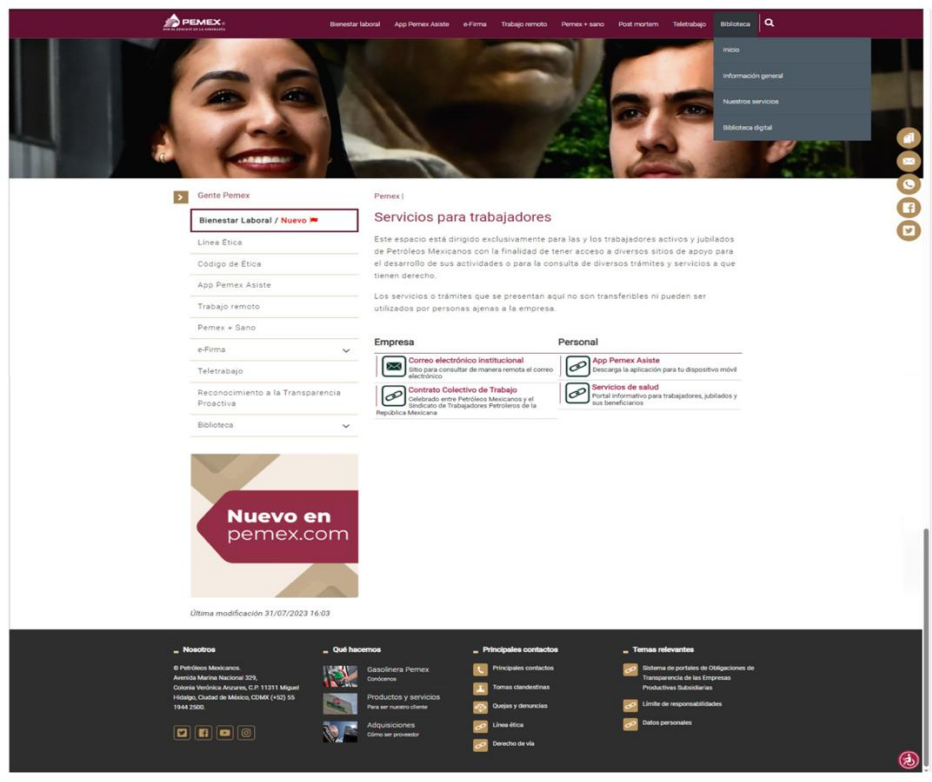 PEMEX®
POR EL RESCATE DE LA SOBERANÍA
Bienestar laboral App Pemex Asiste e-Firma Trabajo remoto Pemex + sano Post mortem Teletrabajo Biblioteca
Inicio
Información general
Nuestros servicios
Biblioteca digital
Gente Pemex
Bienestar Laboral / Nuevo
Línea Ética
Código de Ética
App Pemex Asiste
Trabajo remoto
Pemex + Sano
e-Firma
Teletrabajo
Reconocimiento a la Transparencia
Proactiva
Biblioteca
Nuevo en
pemex.com
Última modificación 31/07/2023 16:03
Pemex |
Servicios para trabajadores
Este espacio está dirigido exclusivamente para las y los trabajadores activos y jubilados
de Petróleos Mexicanos con la finalidad de tener acceso a diversos sitios de apoyo para
el desarrollo de sus actividades o para la consulta de diversos trámites y servicios a que
tienen derecho.
Los servicios o trámites que se presentan aquí no son transferibles ni pueden ser
utilizados por personas ajenas a la empresa.
Empresa
Correo electrónico institucional
Sitio para consultar de manera remota el correo
electrónico
Contrato Colectivo de Trabajo
Celebrado entre Petróleos Mexicanos y el
Sindicato de Trabajadores Petroleros de la
República Mexicana
Personal
App Pemex Asiste
Descarga la aplicación para tu dispositivo móvil
Servicios de salud
Portal informativo para trabajadores, jubilados y
sus beneficiarios
Nosotros
© Petróleos Mexicanos.
Avenida Marina Nacional 329,
Colonia Verónica Anzures, C.P. 11311 Miguel
Hidalgo, Ciudad de México, CDMX (+52) 55
1944 2500.
Qué hacemos
Gasolinera Pemex
Conócenos
Productos y servicios
Para ser nuestro cliente
Adquisiciones
Cómo ser proveedor
Principales contactos
Principales contactos
Tomas clandestinas
Quejas y denuncias
Línea ética
Derecho de vía
Temas relevantes
Sistema de portales de Obligaciones de
Transparencia de las Empresas
Productivas Subsidiarias
Límite de responsabilidades
Datos personales